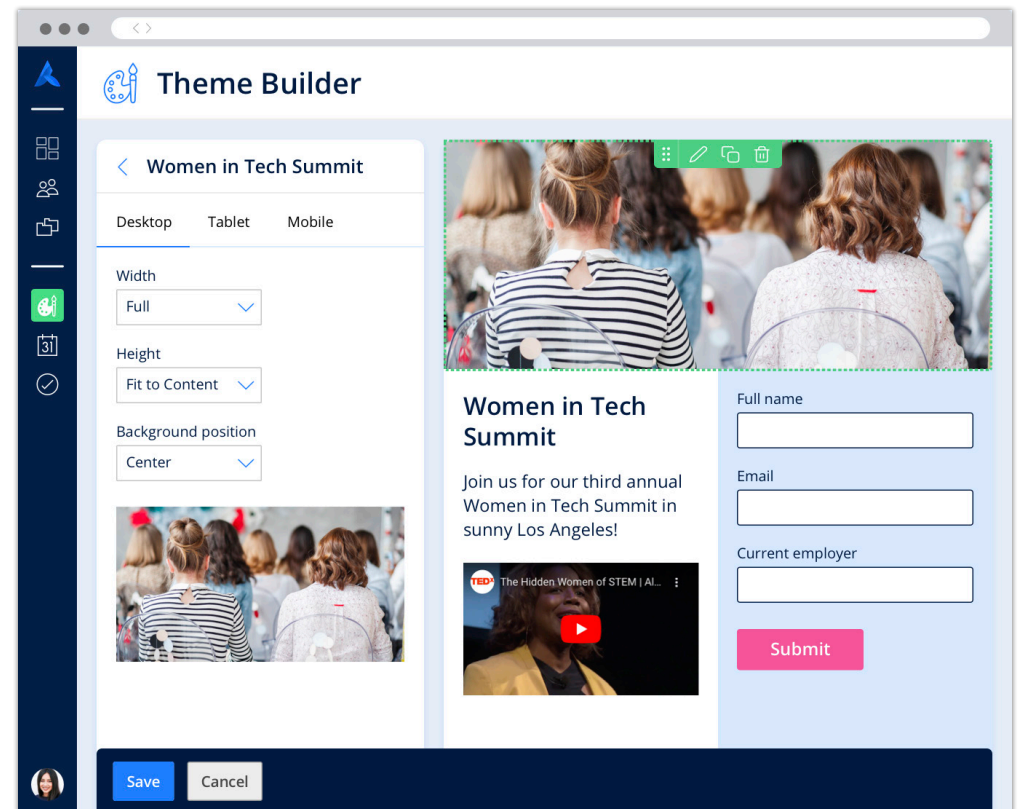 Theme Builder
Women in Tech Summit
Desktop Tablet Mobile
Width
Full
Height
Fit to Content
Background position
Center
Women in Tech
Summit
Join us for our third annual
Women in Tech Summit in
sunny Los Angeles!
TEDx The Hidden Women of STEM | Al...
Full name
Email
Current employer
Submit
31
Save Cancel